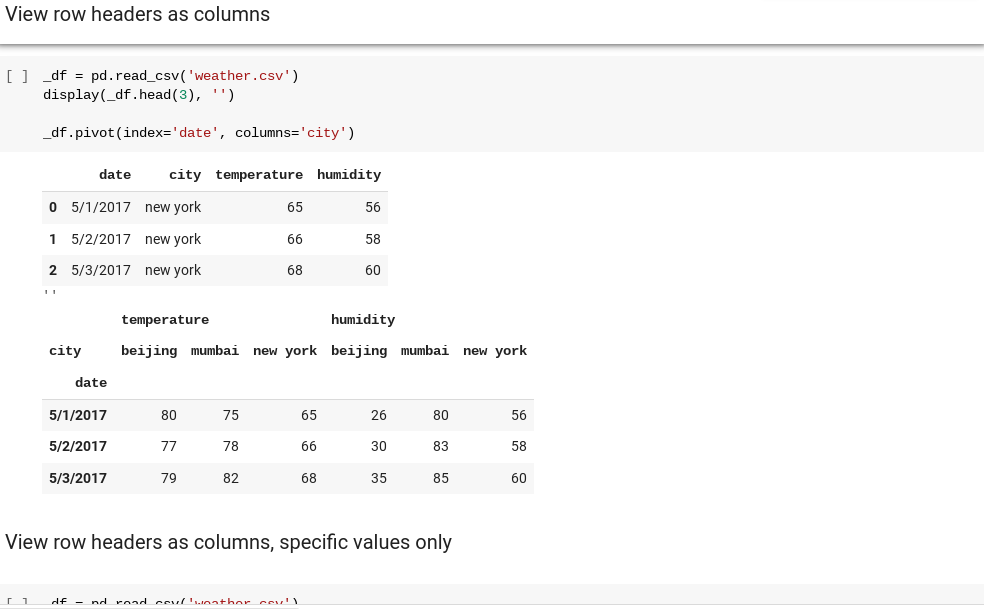 View row headers as columns
[ ] _df = pd.read_csv('weather.csv')
display(_df.head(3), '')
_df.pivot(index='date', columns='city')
date city temperature humidity
0 5/1/2017 new york 65 56
1 5/2/2017 new york 66 58
2 5/3/2017 new york 68 60
''
temperature humidity
city beijing mumbai new york beijing mumbai new york
date
5/1/2017 80 75 65 26 80 56
5/2/2017 77 78 66 30 83 58
5/3/2017 79 82 68 35 85 60
View row headers as columns, specific values only
[ ] _df = pd.read_csv('weather.csv')